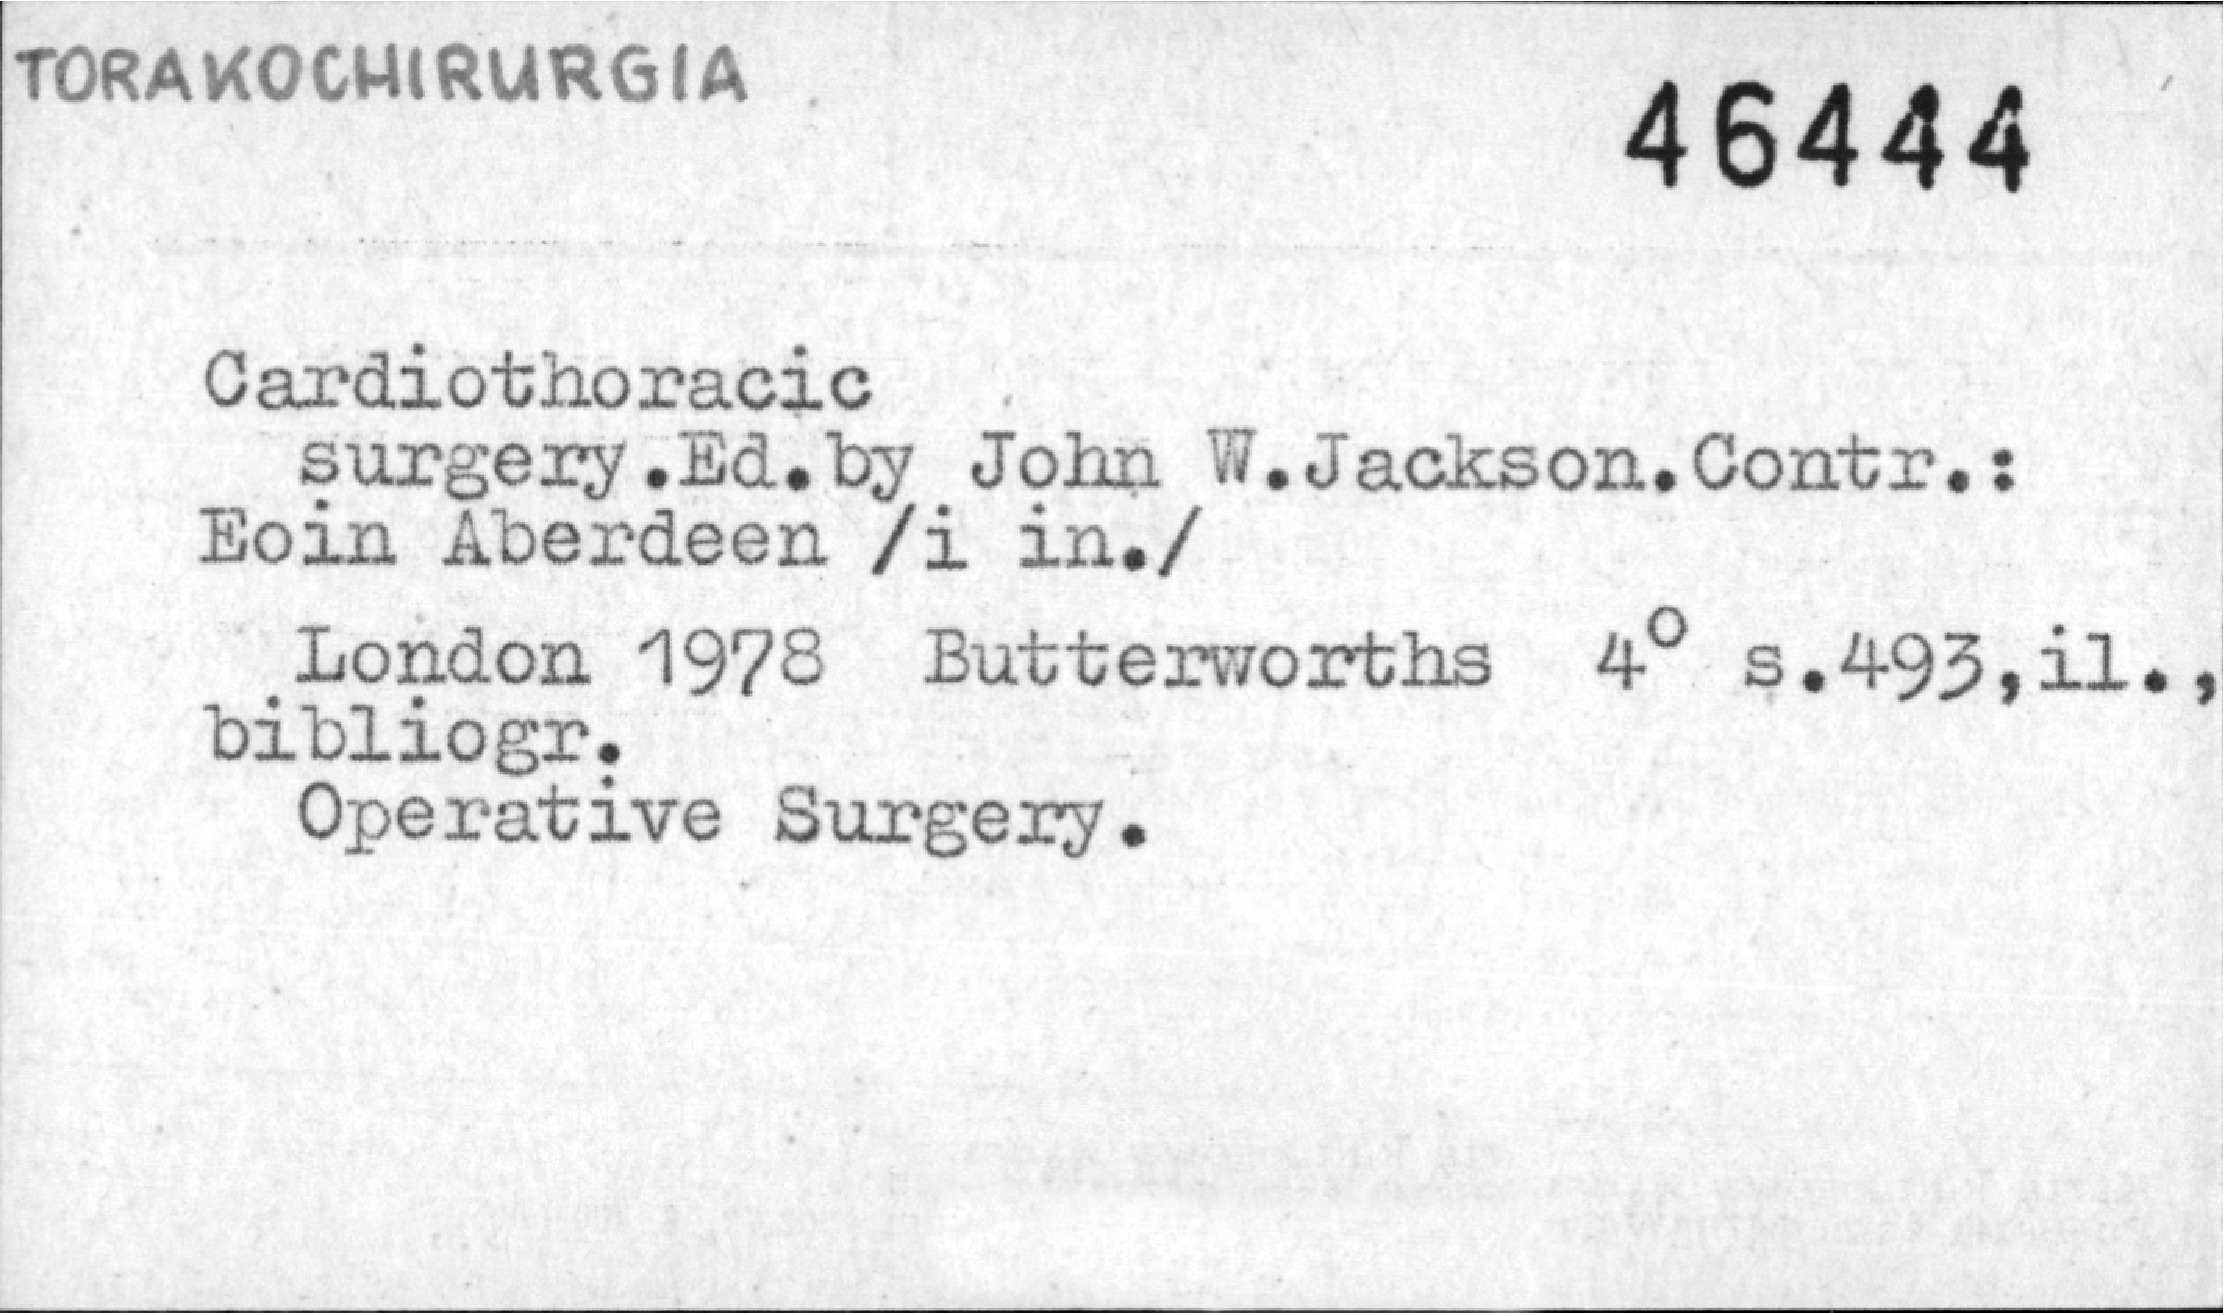 TORAKOCHIRURGIA
46444
Cardiothoracic
surgery.Ed.by John W.Jackson.Contr.:
Eoin Aberdeen /i in./
London 1978 Butterworths 4° s.493,il.,
bibliogr.
Operative Surgery.